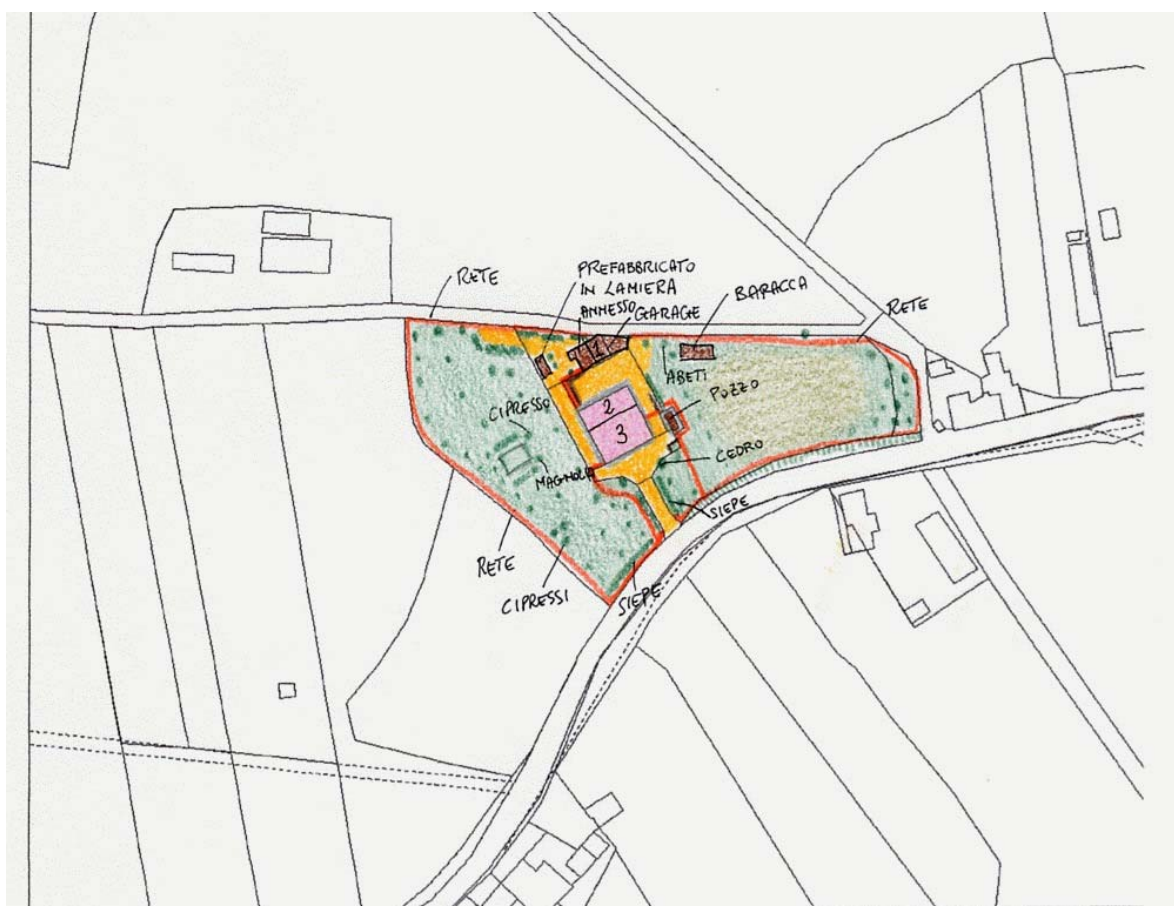 RETE
PREFABBRICATO
IN LAMIERA
ANNESSO
GARAGE
BARACCA
RETE
1
ABETI
POZZO
CIPRESSO
2
3
CEDRO
MAGNOLIA
SIEPE
RETE
CIPRESSI
SIEPE